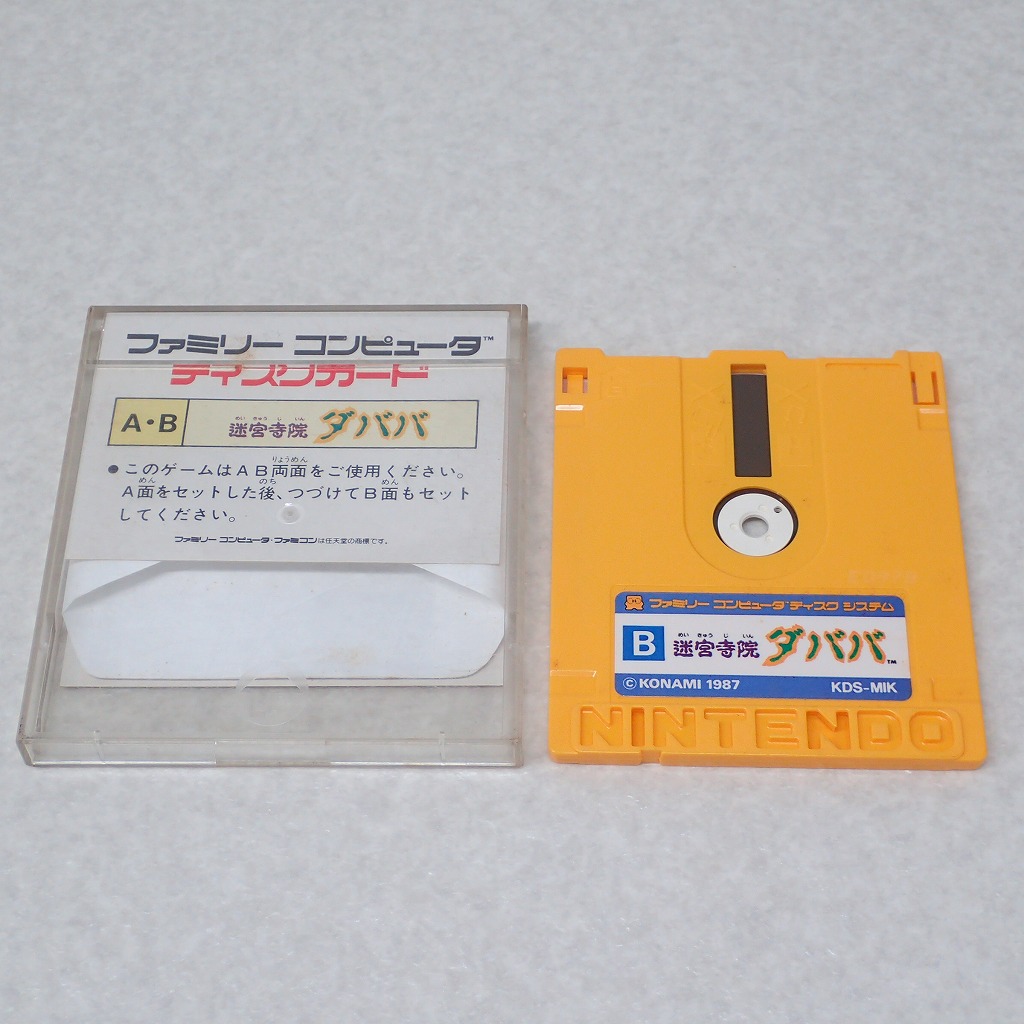 ファミリー コンピュータ™
ディスクカード
A・B
めい きゅう じ いん
迷宮寺院 ダババ
りょうめん
●このゲームはAB両面をご使用ください。
めん のち めん
A面をセットした後、つづけてB面もセット
してください。
ファミリー コンピュータ・ファミコンは任天堂の商標です。
ファミリー コンピュータ™ ディスク システム
B
めい きゅう じ いん
迷宮寺院 ダババ™
© KONAMI 1987 KDS-MIK
NINTENDO